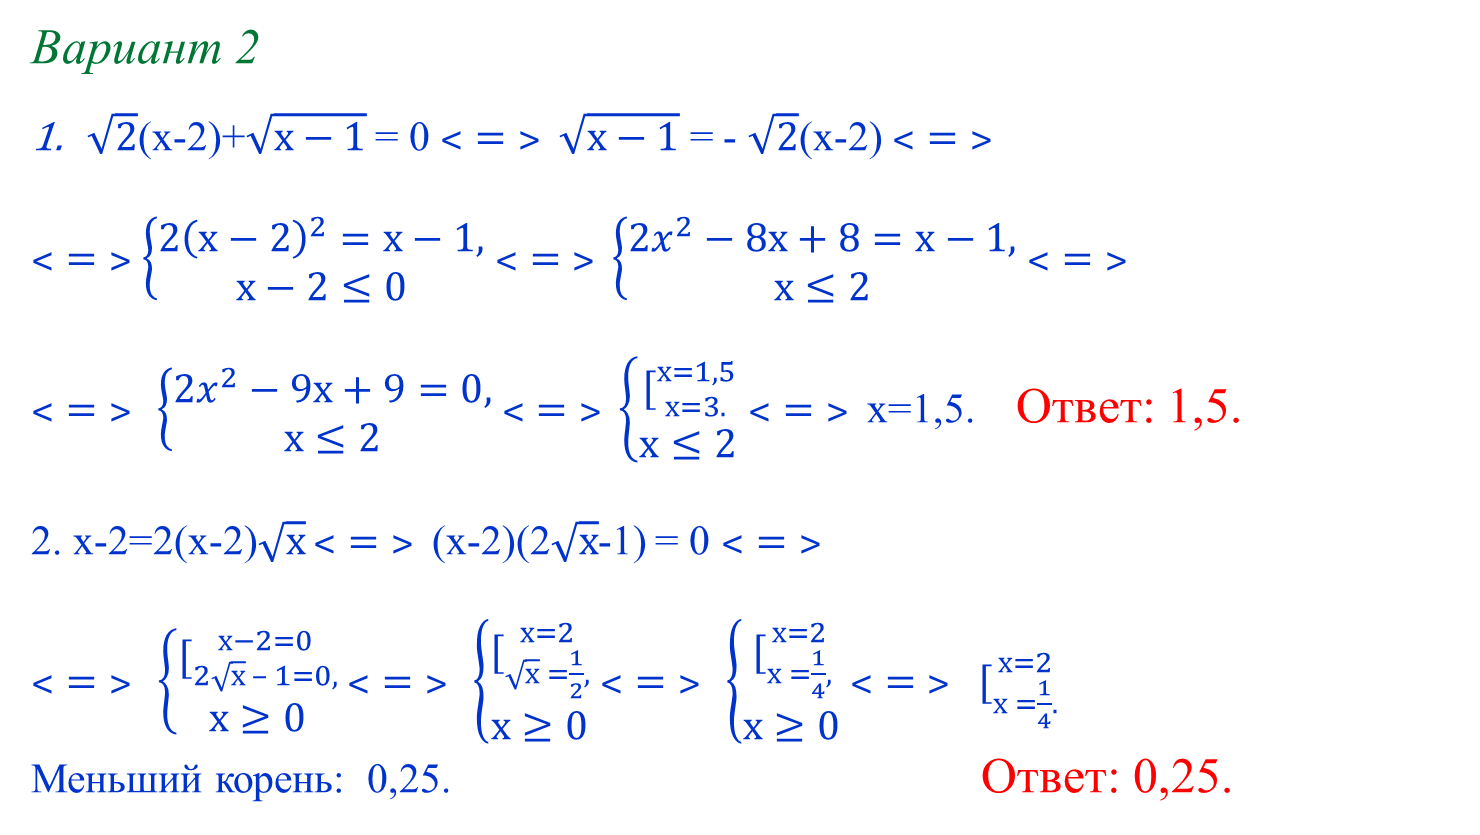 Вариант 2
1. √2(x-2)+√(x − 1) = 0 < = > √(x − 1) = - √2(x-2) < = >
< = > {2(x − 2)² = x − 1, x − 2 ≤ 0 < = > {2x² − 8x + 8 = x − 1, x ≤ 2 < = >
< = > {2x² − 9x + 9 = 0, x ≤ 2 < = > {[x=1,5 x=3. x ≤ 2 < = > x=1,5. Ответ: 1,5.
2. x-2=2(x-2)√x < = > (x-2)(2√x-1) = 0 < = >
< = > {[x−2=0 2√x − 1=0, x ≥ 0 < = > {[x=2 √x =1/2, x ≥ 0 < = > {[x=2 x =1/4, x ≥ 0 < = > [x=2 x =1/4.
Меньший корень: 0,25. Ответ: 0,25.